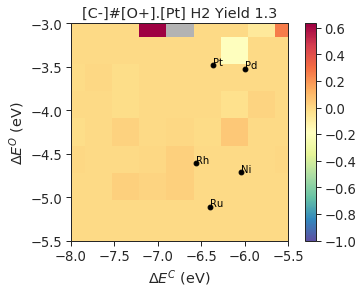 [C-]#[O+].[Pt] H2 Yield 1.3
−3.0
−3.5
−4.0
−4.5
−5.0
−5.5
ΔE^O (eV)
Pt
Pd
Rh
Ni
Ru
−8.0 −7.5 −7.0 −6.5 −6.0 −5.5
ΔE^C (eV)
0.6
0.4
0.2
0.0
−0.2
−0.4
−0.6
−0.8
−1.0